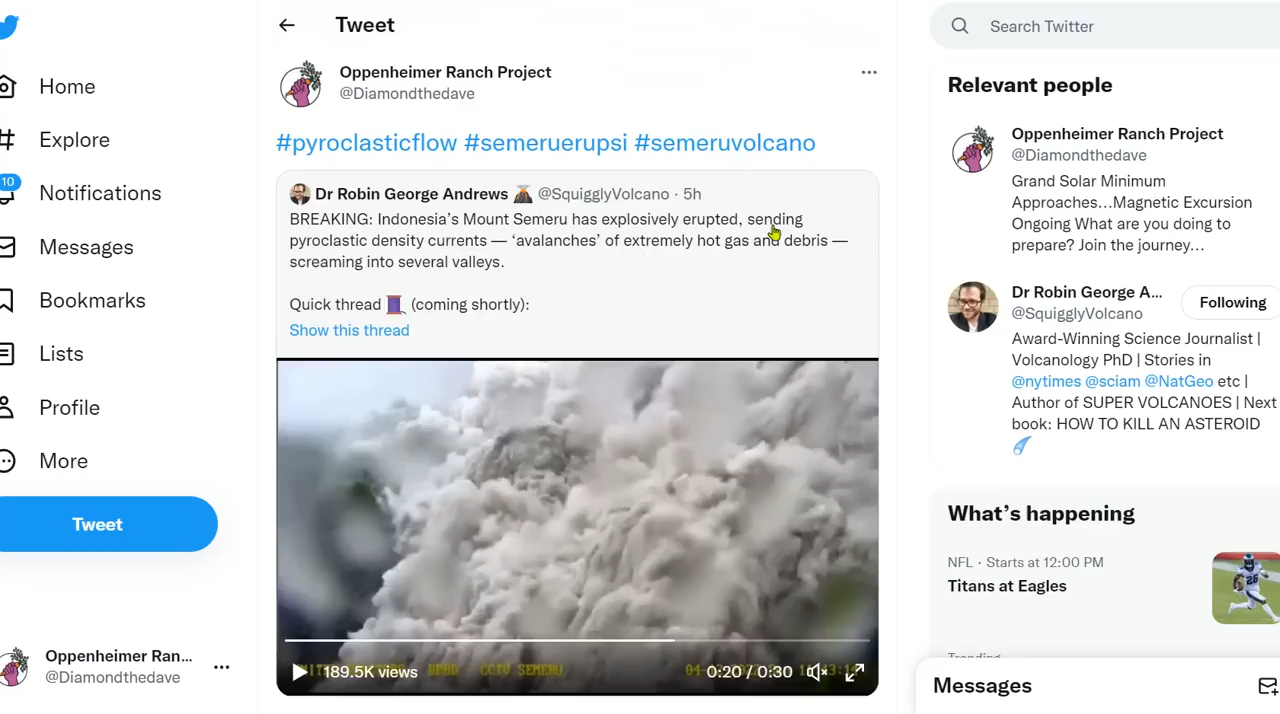 Tweet
Search Twitter
Home
Explore
10
Notifications
Messages
Bookmarks
Lists
Profile
More
Tweet
Oppenheimer Ran...
@Diamondthedave
Oppenheimer Ranch Project
@Diamondthedave
#pyroclasticflow #semeruerupsi #semeruvolcano
Dr Robin George Andrews 🌋 @SquigglyVolcano · 5h
BREAKING: Indonesia’s Mount Semeru has explosively erupted, sending
pyroclastic density currents — ‘avalanches’ of extremely hot gas and debris —
screaming into several valleys.
Quick thread 🧵 (coming shortly):
Show this thread
189.5K views
BPBD - CCTV SEMERU
0:20 / 0:30
Relevant people
Oppenheimer Ranch Project
@Diamondthedave
Grand Solar Minimum
Approaches...Magnetic Excursion
Ongoing What are you doing to
prepare? Join the journey...
Dr Robin George A...
Following
@SquigglyVolcano
Award-Winning Science Journalist |
Volcanology PhD | Stories in
@nytimes @sciam @NatGeo etc |
Author of SUPER VOLCANOES | Next
book: HOW TO KILL AN ASTEROID
☄️
What’s happening
NFL · Starts at 12:00 PM
Titans at Eagles
26
Trending
Messages